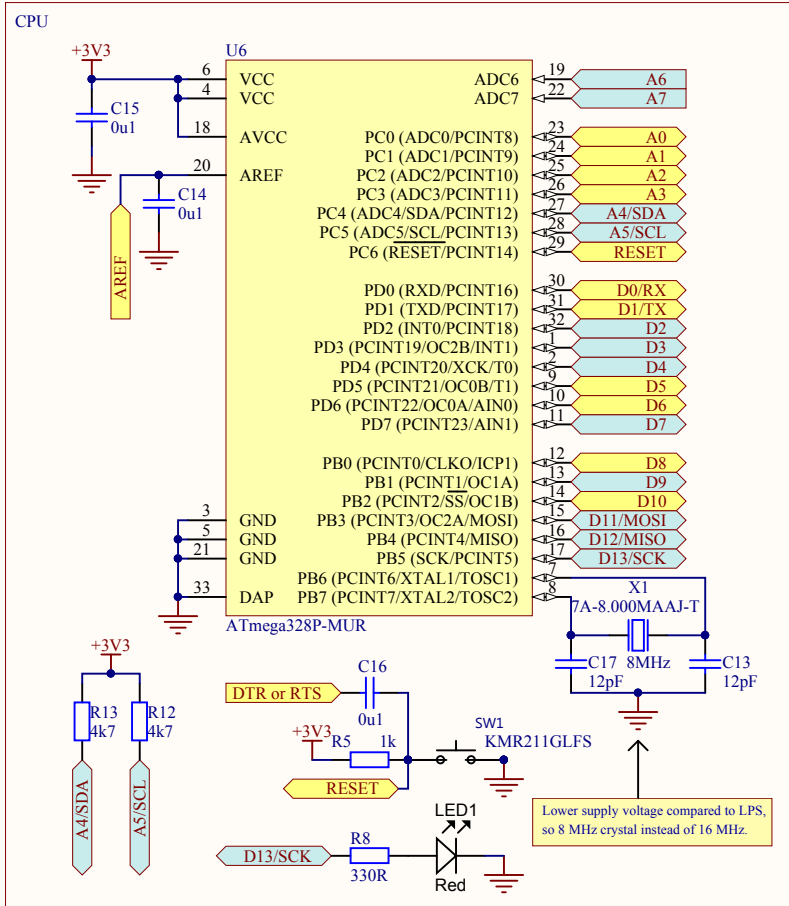 CPU
+3V3
U6
6 VCC
4 VCC
18 AVCC
20 AREF
C15
0u1
C14
0u1
AREF
3 GND
5 GND
21 GND
33 DAP
ADC6 19 A6
ADC7 22 A7
PC0 (ADC0/PCINT8) 23 A0
PC1 (ADC1/PCINT9) 24 A1
PC2 (ADC2/PCINT10) 25 A2
PC3 (ADC3/PCINT11) 26 A3
PC4 (ADC4/SDA/PCINT12) 27 A4/SDA
PC5 (ADC5/SCL/PCINT13) 28 A5/SCL
PC6 (RESET/PCINT14) 29 RESET
PD0 (RXD/PCINT16) 30 D0/RX
PD1 (TXD/PCINT17) 31 D1/TX
PD2 (INT0/PCINT18) 32 D2
PD3 (PCINT19/OC2B/INT1) 1 D3
PD4 (PCINT20/XCK/T0) 2 D4
PD5 (PCINT21/OC0B/T1) 9 D5
PD6 (PCINT22/OC0A/AIN0) 10 D6
PD7 (PCINT23/AIN1) 11 D7
PB0 (PCINT0/CLKO/ICP1) 12 D8
PB1 (PCINT1/OC1A) 13 D9
PB2 (PCINT2/SS/OC1B) 14 D10
PB3 (PCINT3/OC2A/MOSI) 15 D11/MOSI
PB4 (PCINT4/MISO) 16 D12/MISO
PB5 (SCK/PCINT5) 17 D13/SCK
PB6 (PCINT6/XTAL1/TOSC1) 7
PB7 (PCINT7/XTAL2/TOSC2) 8
ATmega328P-MUR
X1
7A-8.000MAAJ-T
8MHz
C17
12pF
C13
12pF
+3V3
R13
4k7
R12
4k7
A4/SDA
A5/SCL
DTR or RTS
C16
0u1
+3V3
R5 1k
RESET
SW1
KMR211GLFS
D13/SCK
R8
330R
LED1
Red
Lower supply voltage compared to LPS,
so 8 MHz crystal instead of 16 MHz.